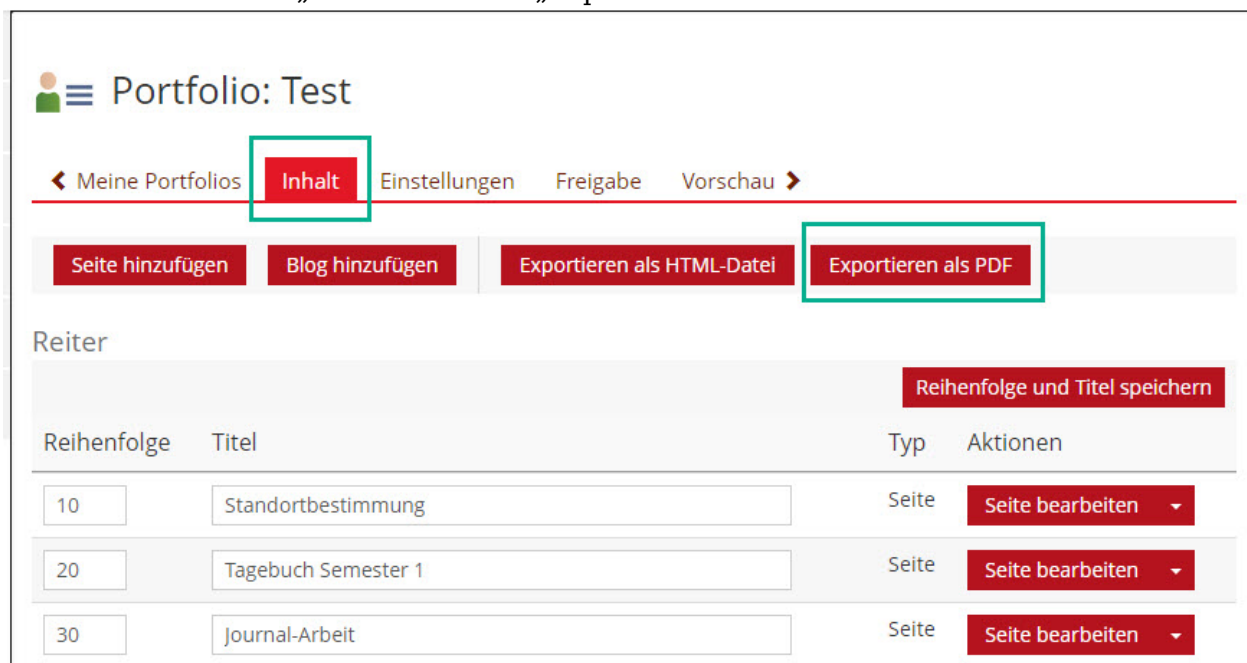 Portfolio: Test
Meine Portfolios Inhalt Einstellungen Freigabe Vorschau
Seite hinzufügen Blog hinzufügen Exportieren als HTML-Datei Exportieren als PDF
Reiter
Reihenfolge und Titel speichern
Reihenfolge Titel Typ Aktionen
10 Standortbestimmung Seite Seite bearbeiten
20 Tagebuch Semester 1 Seite Seite bearbeiten
30 Journal-Arbeit Seite Seite bearbeiten